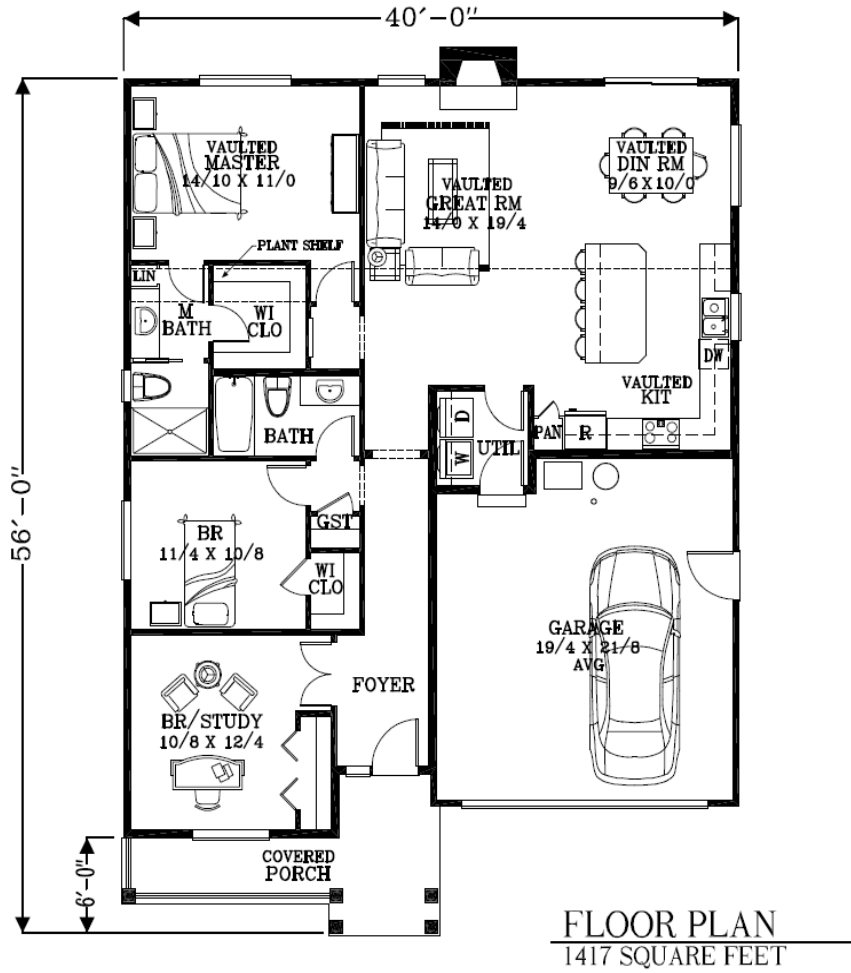 40'-0"
VAULTED
MASTER
14/10 X 11/0
VAULTED
GREAT RM
14/0 X 19/4
VAULTED
DIN RM
9/6 X 10/0
PLANT SHELF
LIN
M
BATH
WI
CLO
DW
VAULTED
KIT
BATH
D
W
UTIL
PAN
R
56'-0"
BR
11/4 X 10/8
GST
WI
CLO
GARAGE
19/4 X 21/8
AVG
FOYER
BR/STUDY
10/8 X 12/4
6'-0"
COVERED
PORCH
FLOOR PLAN
1417 SQUARE FEET